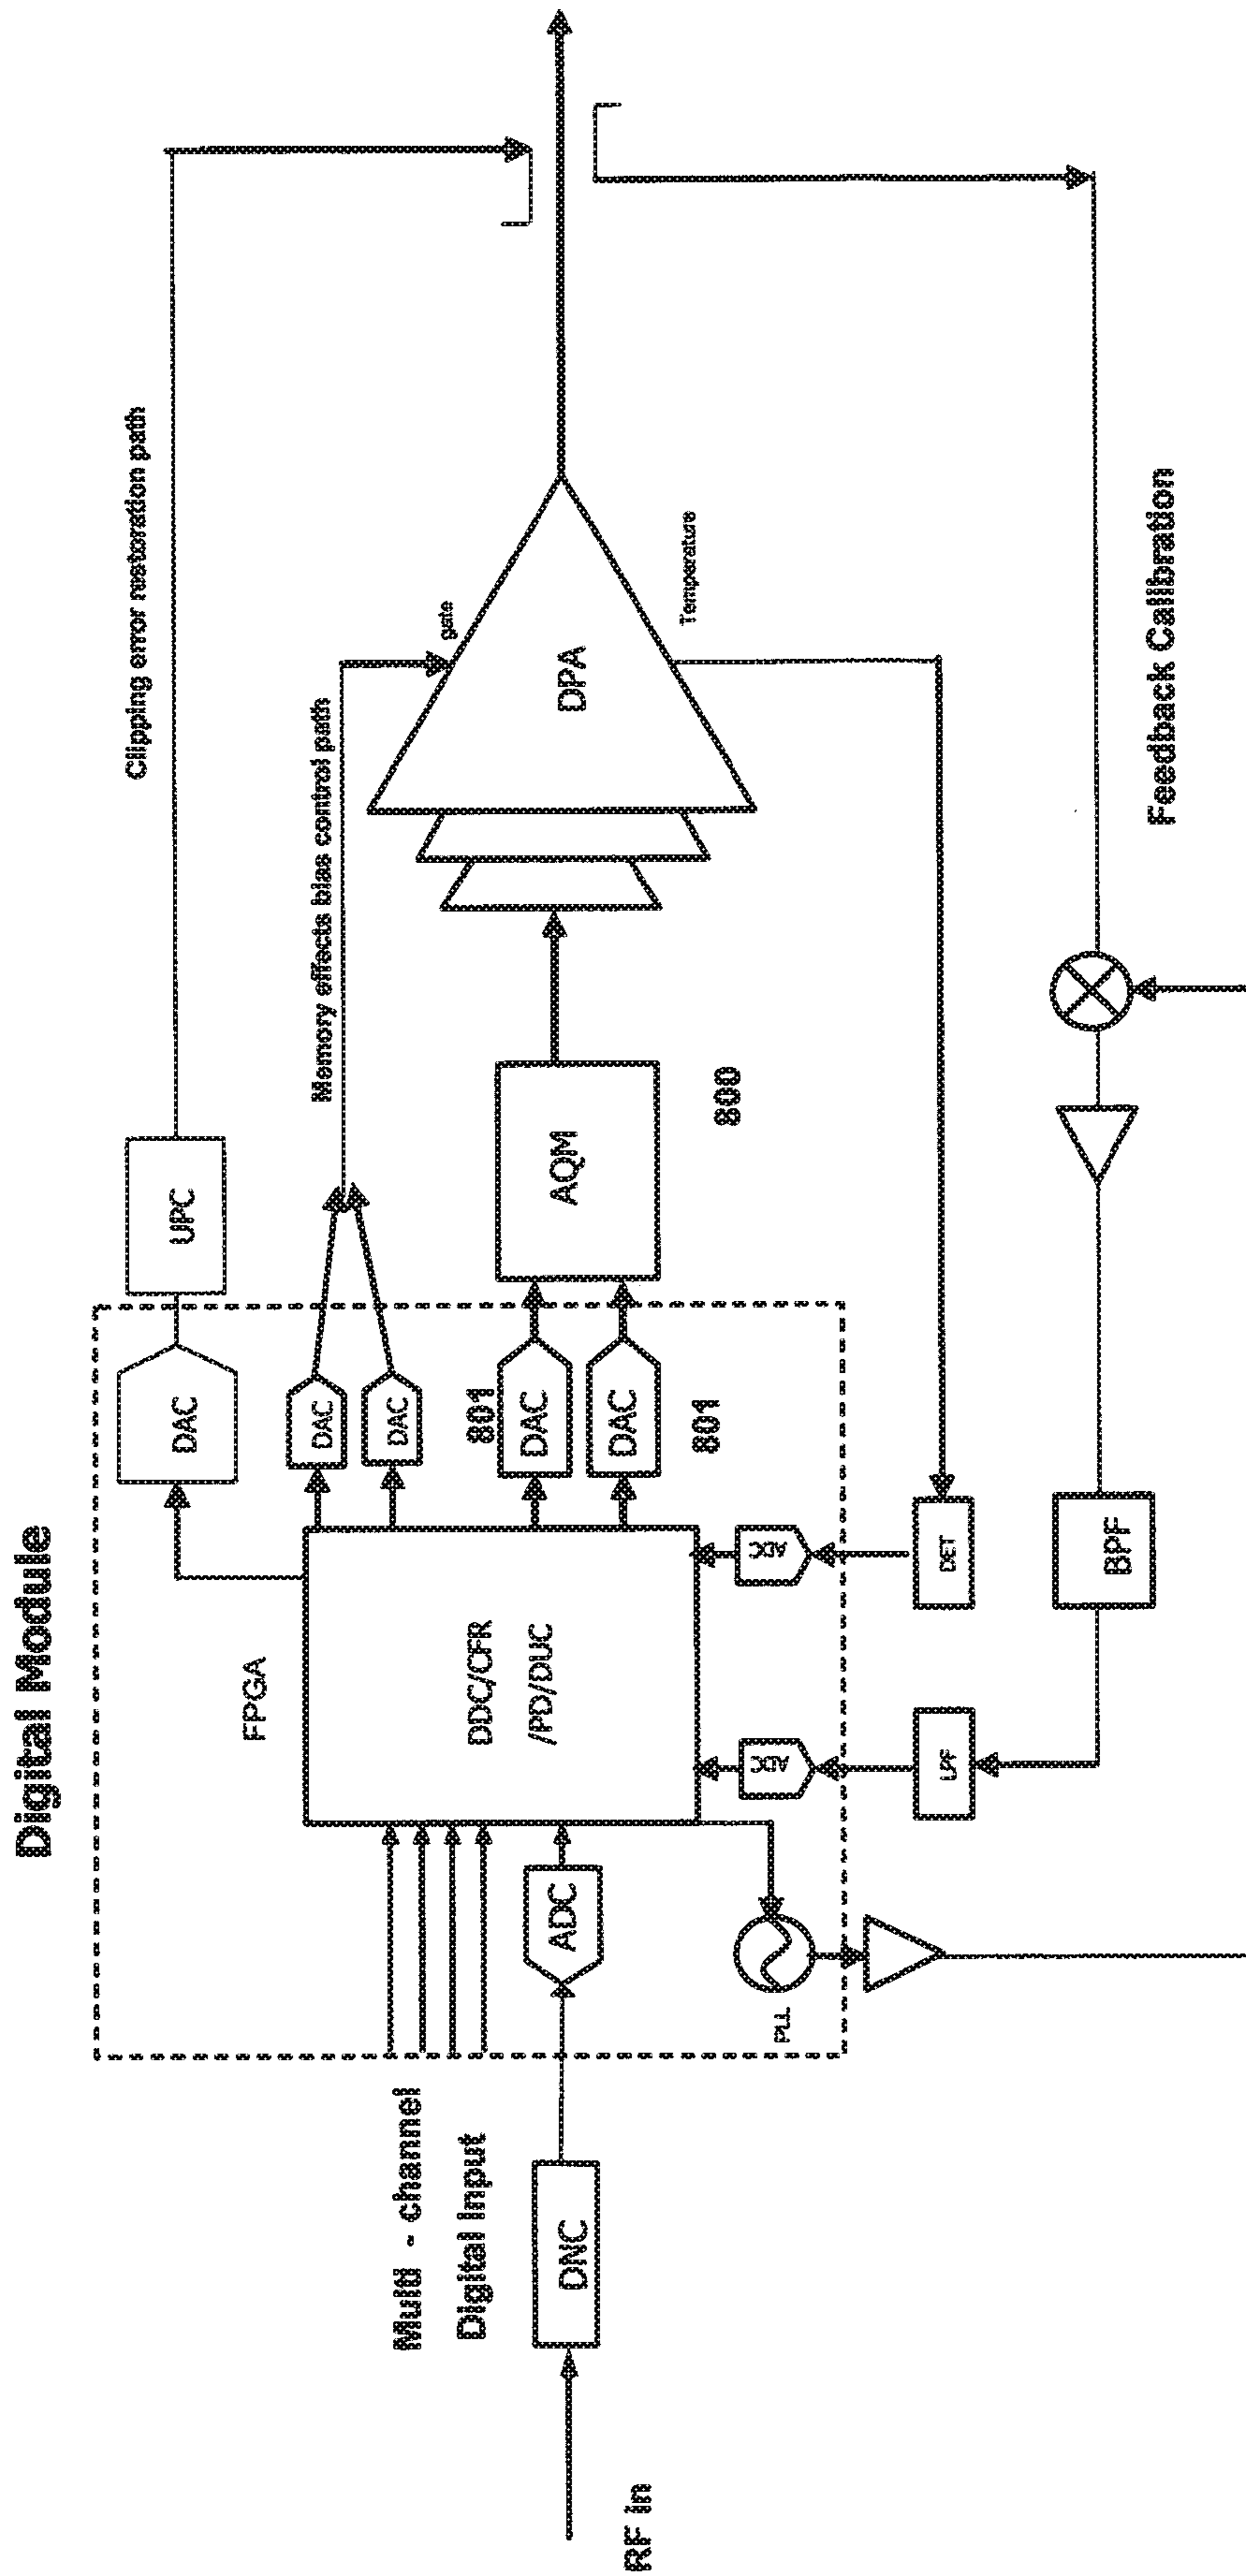 Digital Module
Clipping error restoration path
UPC
DAC
Memory effects bias control path
gate
FPGA
DAC
DAC
DDC/CFR
/PD/DUC
801
DAC
DAC
801
AQM
800
DPA
Temperature
Multi - channel
Digital Input
RF in
DNC
ADC
PLL
ADC
ADC
LPF
DET
BPF
Feedback Calibration